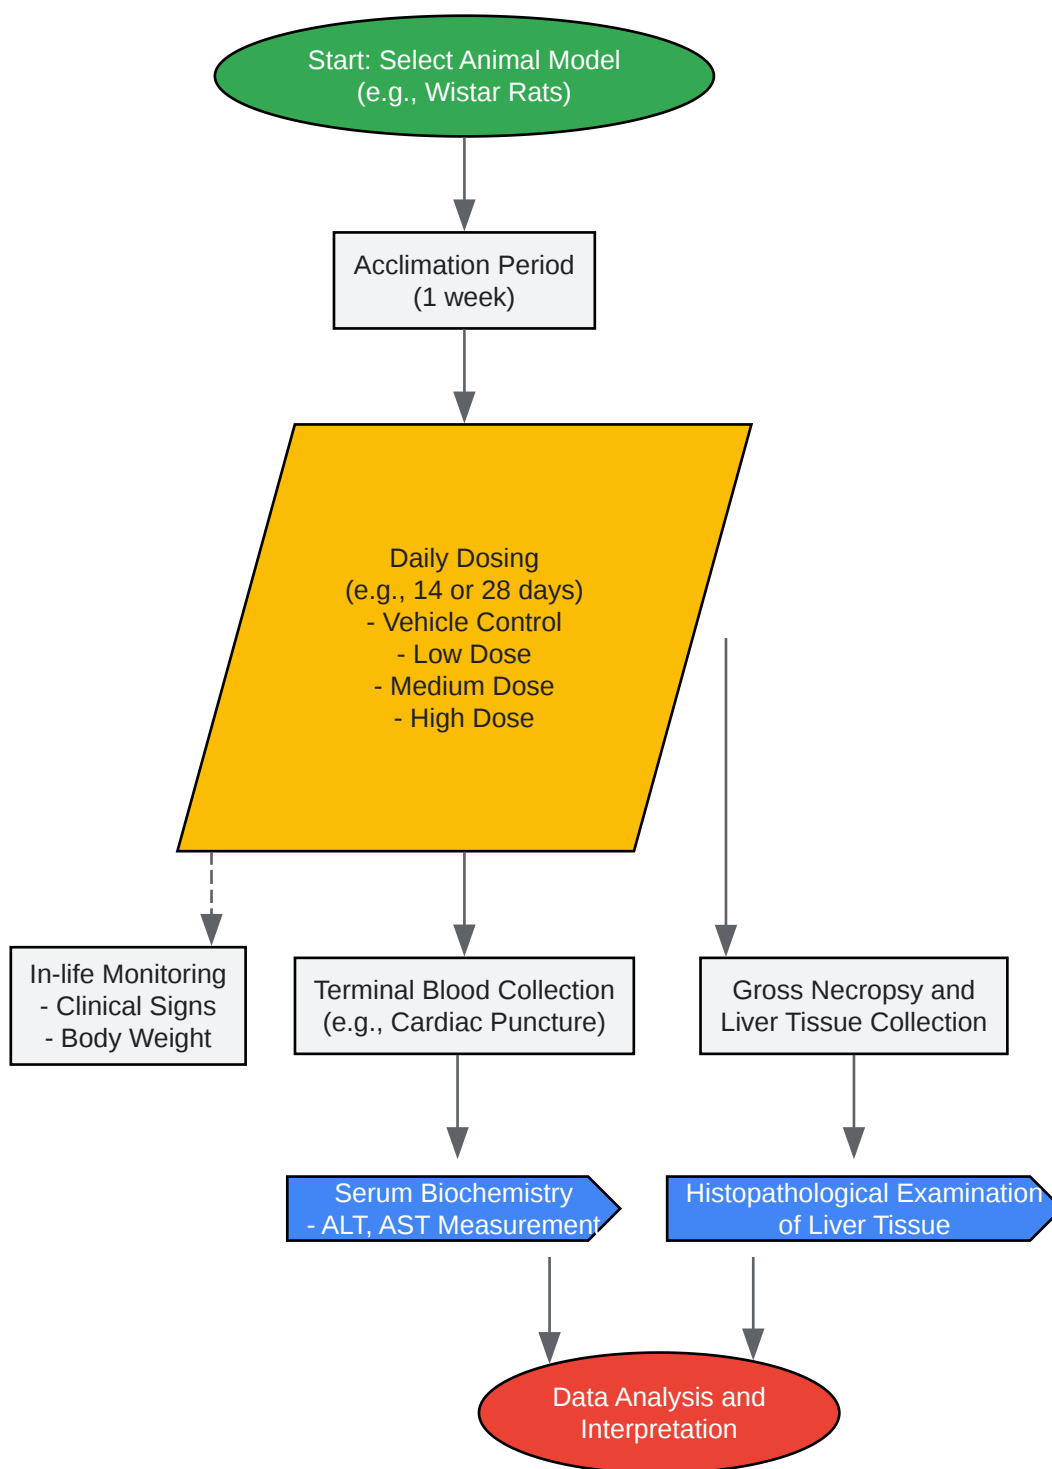 Start: Select Animal Model
(e.g., Wistar Rats)
Acclimation Period
(1 week)
Daily Dosing
(e.g., 14 or 28 days)
- Vehicle Control
- Low Dose
- Medium Dose
- High Dose
In-life Monitoring
- Clinical Signs
- Body Weight
Terminal Blood Collection
(e.g., Cardiac Puncture)
Gross Necropsy and
Liver Tissue Collection
Serum Biochemistry
- ALT, AST Measurement
Histopathological Examination
of Liver Tissue
Data Analysis and
Interpretation